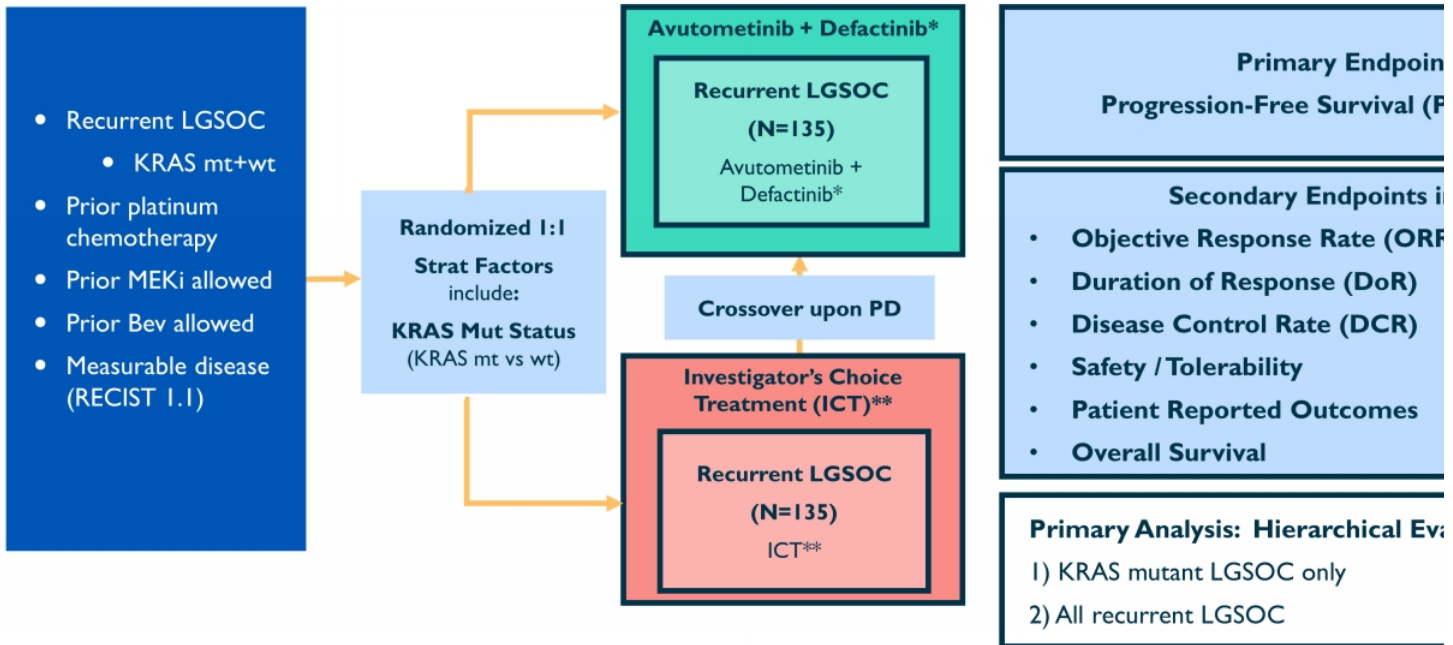 • Recurrent LGSOC
• KRAS mt+wt
• Prior platinum
chemotherapy
• Prior MEKi allowed
• Prior Bev allowed
• Measurable disease
(RECIST 1.1)
Randomized 1:1
Strat Factors
include:
KRAS Mut Status
(KRAS mt vs wt)
Avutometinib + Defactinib*
Recurrent LGSOC
(N=135)
Avutometinib +
Defactinib*
Crossover upon PD
Investigator's Choice
Treatment (ICT)**
Recurrent LGSOC
(N=135)
ICT**
Primary Endpoin
Progression-Free Survival (P
Secondary Endpoints i
• Objective Response Rate (ORR
• Duration of Response (DoR)
• Disease Control Rate (DCR)
• Safety / Tolerability
• Patient Reported Outcomes
• Overall Survival
Primary Analysis: Hierarchical Eva
1) KRAS mutant LGSOC only
2) All recurrent LGSOC